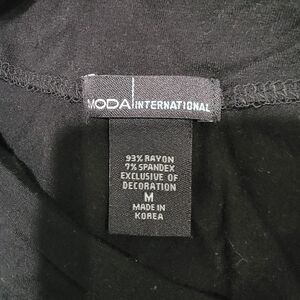 MODA INTERNATIONAL
93% RAYON
7% SPANDEX
EXCLUSIVE OF
DECORATION
M
MADE IN
KOREA